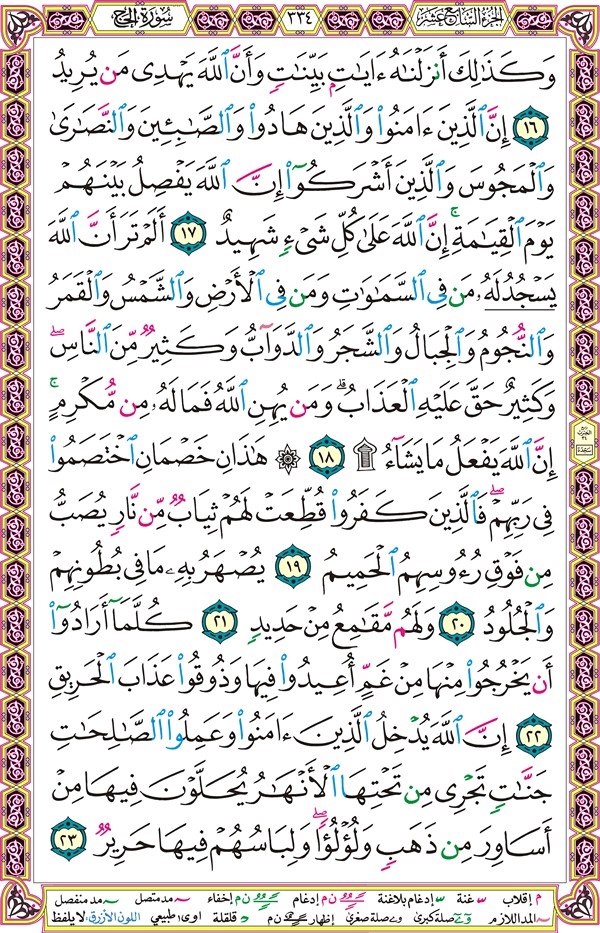 الجزء السابع عشر
٣٣٤
سورة الحج
وَكَذَٰلِكَ أَنزَلْنَٰهُ ءَايَٰتٍۭ بَيِّنَٰتٍ وَأَنَّ ٱللَّهَ يَهْدِى مَن يُرِيدُ
١٦ إِنَّ ٱلَّذِينَ ءَامَنُوا۟ وَٱلَّذِينَ هَادُوا۟ وَٱلصَّٰبِـِٔينَ وَٱلنَّصَٰرَىٰ
وَٱلْمَجُوسَ وَٱلَّذِينَ أَشْرَكُوٓا۟ إِنَّ ٱللَّهَ يَفْصِلُ بَيْنَهُمْ
يَوْمَ ٱلْقِيَٰمَةِ ۚ إِنَّ ٱللَّهَ عَلَىٰ كُلِّ شَىْءٍ شَهِيدٌ ١٧ أَلَمْ تَرَ أَنَّ ٱللَّهَ
يَسْجُدُ لَهُۥ مَن فِى ٱلسَّمَٰوَٰتِ وَمَن فِى ٱلْأَرْضِ وَٱلشَّمْسُ وَٱلْقَمَرُ
وَٱلنُّجُومُ وَٱلْجِبَالُ وَٱلشَّجَرُ وَٱلدَّوَآبُّ وَكَثِيرٌ مِّنَ ٱلنَّاسِ ۖ
وَكَثِيرٌ حَقَّ عَلَيْهِ ٱلْعَذَابُ ۗ وَمَن يُهِنِ ٱللَّهُ فَمَا لَهُۥ مِن مُّكْرِمٍ ۚ
إِنَّ ٱللَّهَ يَفْعَلُ مَا يَشَآءُ ۩ ١٨ ۞ هَٰذَانِ خَصْمَانِ ٱخْتَصَمُوا۟
فِى رَبِّهِمْ ۖ فَٱلَّذِينَ كَفَرُوا۟ قُطِّعَتْ لَهُمْ ثِيَابٌ مِّن نَّارٍ يُصَبُّ
مِن فَوْقِ رُءُوسِهِمُ ٱلْحَمِيمُ ١٩ يُصْهَرُ بِهِۦ مَا فِى بُطُونِهِمْ
وَٱلْجُلُودُ ٢٠ وَلَهُم مَّقَٰمِعُ مِنْ حَدِيدٍ ٢١ كُلَّمَآ أَرَادُوٓا۟
أَن يَخْرُجُوا۟ مِنْهَا مِنْ غَمٍّ أُعِيدُوا۟ فِيهَا وَذُوقُوا۟ عَذَابَ ٱلْحَرِيقِ
٢٢ إِنَّ ٱللَّهَ يُدْخِلُ ٱلَّذِينَ ءَامَنُوا۟ وَعَمِلُوا۟ ٱلصَّٰلِحَٰتِ
جَنَّٰتٍ تَجْرِى مِن تَحْتِهَا ٱلْأَنْهَٰرُ يُحَلَّوْنَ فِيهَا مِنْ
أَسَاوِرَ مِن ذَهَبٍ وَلُؤْلُؤًا ۖ وَلِبَاسُهُمْ فِيهَا حَرِيرٌ ٢٣
م إقلاب غنة إدغام بلاغنة ن م إدغام ن م إخفاء مد متصل مد منفصل
المد اللازم صلة كبرى صلة صغرى إظهار قلقلة اوى طبيعي اللون الأزرق لا يلفظ